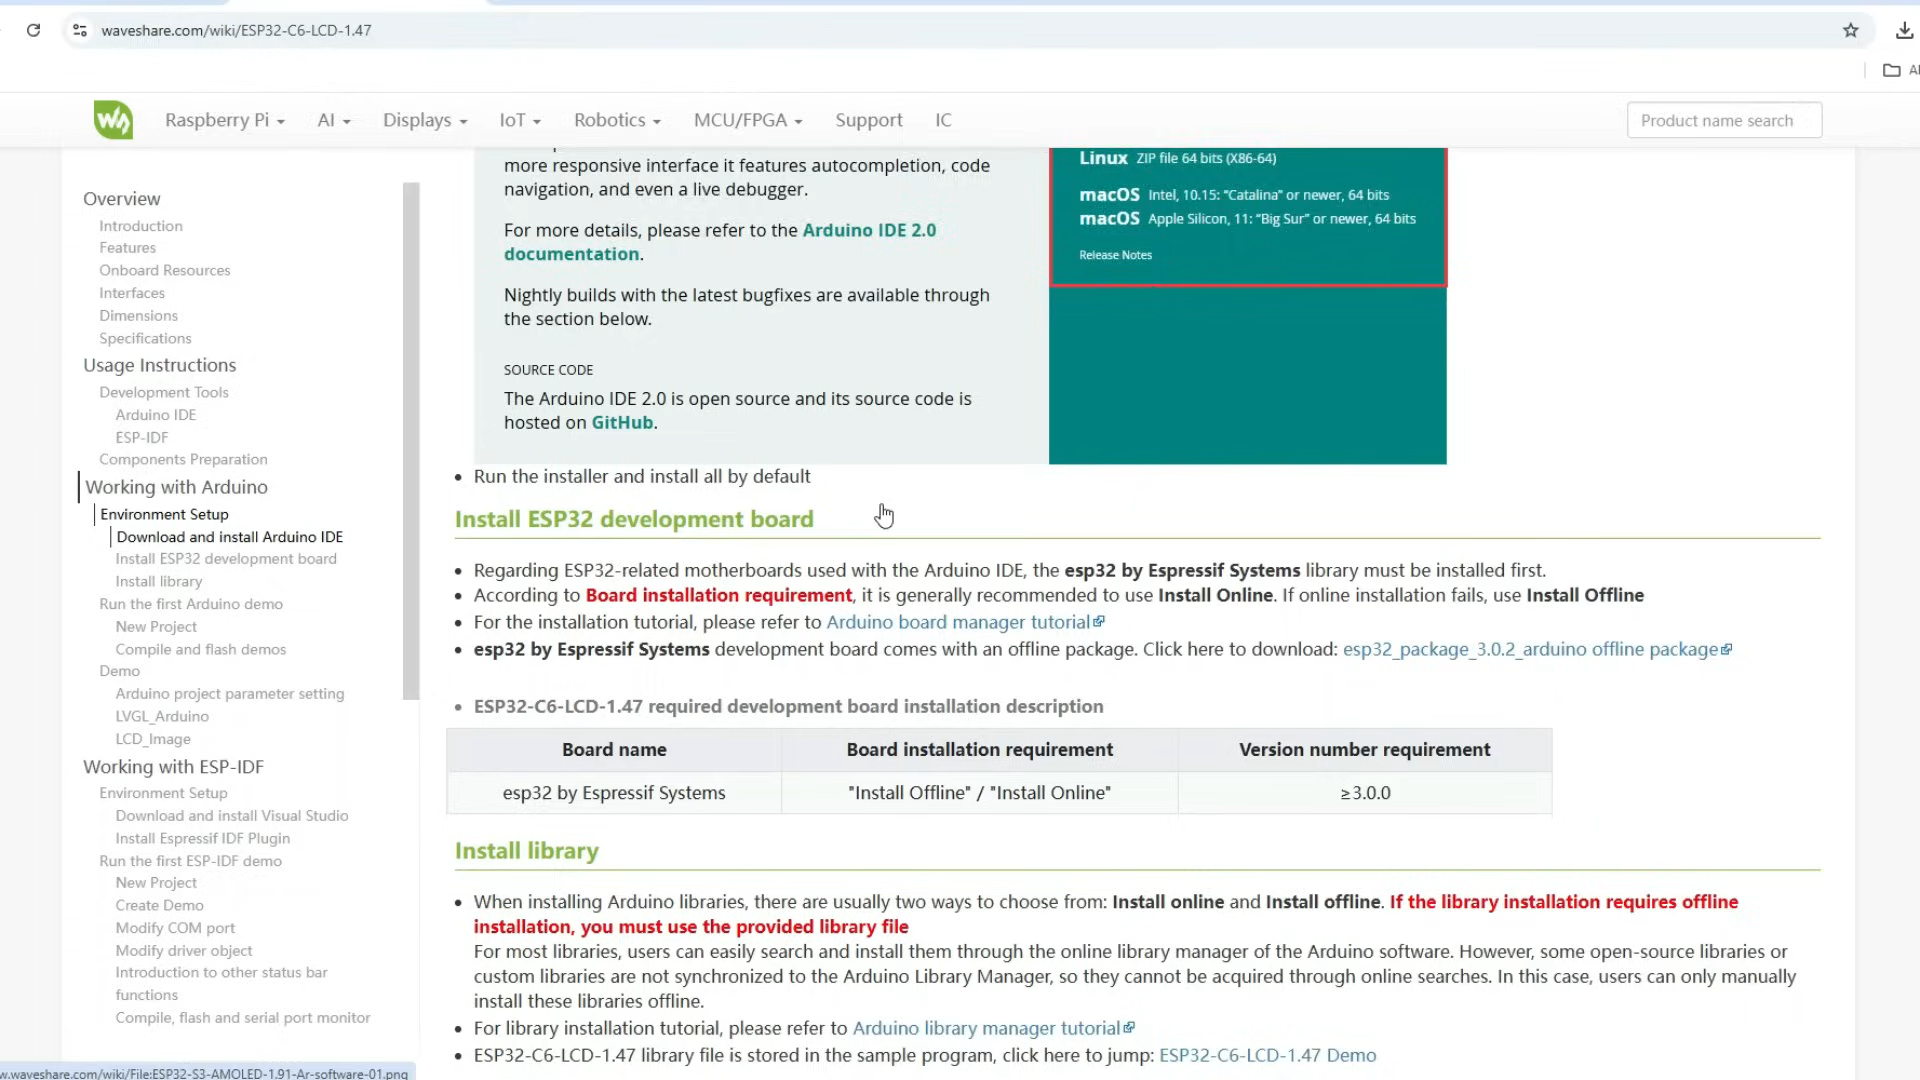 waveshare.com/wiki/ESP32-C6-LCD-1.47
Raspberry Pi
AI
Displays
IoT
Robotics
MCU/FPGA
Support
IC
Product name search
Overview
Introduction
Features
Onboard Resources
Interfaces
Dimensions
Specifications
Usage Instructions
Development Tools
Arduino IDE
ESP-IDF
Components Preparation
Working with Arduino
Environment Setup
Download and install Arduino IDE
Install ESP32 development board
Install library
Run the first Arduino demo
New Project
Compile and flash demos
Demo
Arduino project parameter setting
LVGL_Arduino
LCD_Image
Working with ESP-IDF
Environment Setup
Download and install Visual Studio
Install Espressif IDF Plugin
Run the first ESP-IDF demo
New Project
Create Demo
Modify COM port
Modify driver object
Introduction to other status bar
functions
Compile, flash and serial port monitor
more responsive interface it features autocompletion, code
navigation, and even a live debugger.
For more details, please refer to the Arduino IDE 2.0
documentation.
Nightly builds with the latest bugfixes are available through
the section below.
SOURCE CODE
The Arduino IDE 2.0 is open source and its source code is
hosted on GitHub.
Linux ZIP file 64 bits (X86-64)
macOS Intel, 10.15: “Catalina” or newer, 64 bits
macOS Apple Silicon, 11: “Big Sur” or newer, 64 bits
Release Notes
• Run the installer and install all by default
Install ESP32 development board
• Regarding ESP32-related motherboards used with the Arduino IDE, the esp32 by Espressif Systems library must be installed first.
• According to Board installation requirement, it is generally recommended to use Install Online. If online installation fails, use Install Offline
• For the installation tutorial, please refer to Arduino board manager tutorial
• esp32 by Espressif Systems development board comes with an offline package. Click here to download: esp32_package_3.0.2_arduino offline package
• ESP32-C6-LCD-1.47 required development board installation description
Board name Board installation requirement Version number requirement
esp32 by Espressif Systems "Install Offline" / "Install Online" ≥3.0.0
Install library
• When installing Arduino libraries, there are usually two ways to choose from: Install online and Install offline. If the library installation requires offline
installation, you must use the provided library file
For most libraries, users can easily search and install them through the online library manager of the Arduino software. However, some open-source libraries or
custom libraries are not synchronized to the Arduino Library Manager, so they cannot be acquired through online searches. In this case, users can only manually
install these libraries offline.
• For library installation tutorial, please refer to Arduino library manager tutorial
• ESP32-C6-LCD-1.47 library file is stored in the sample program, click here to jump: ESP32-C6-LCD-1.47 Demo
w.waveshare.com/wiki/File:ESP32-S3-AMOLED-1.91-Ar-software-01.png